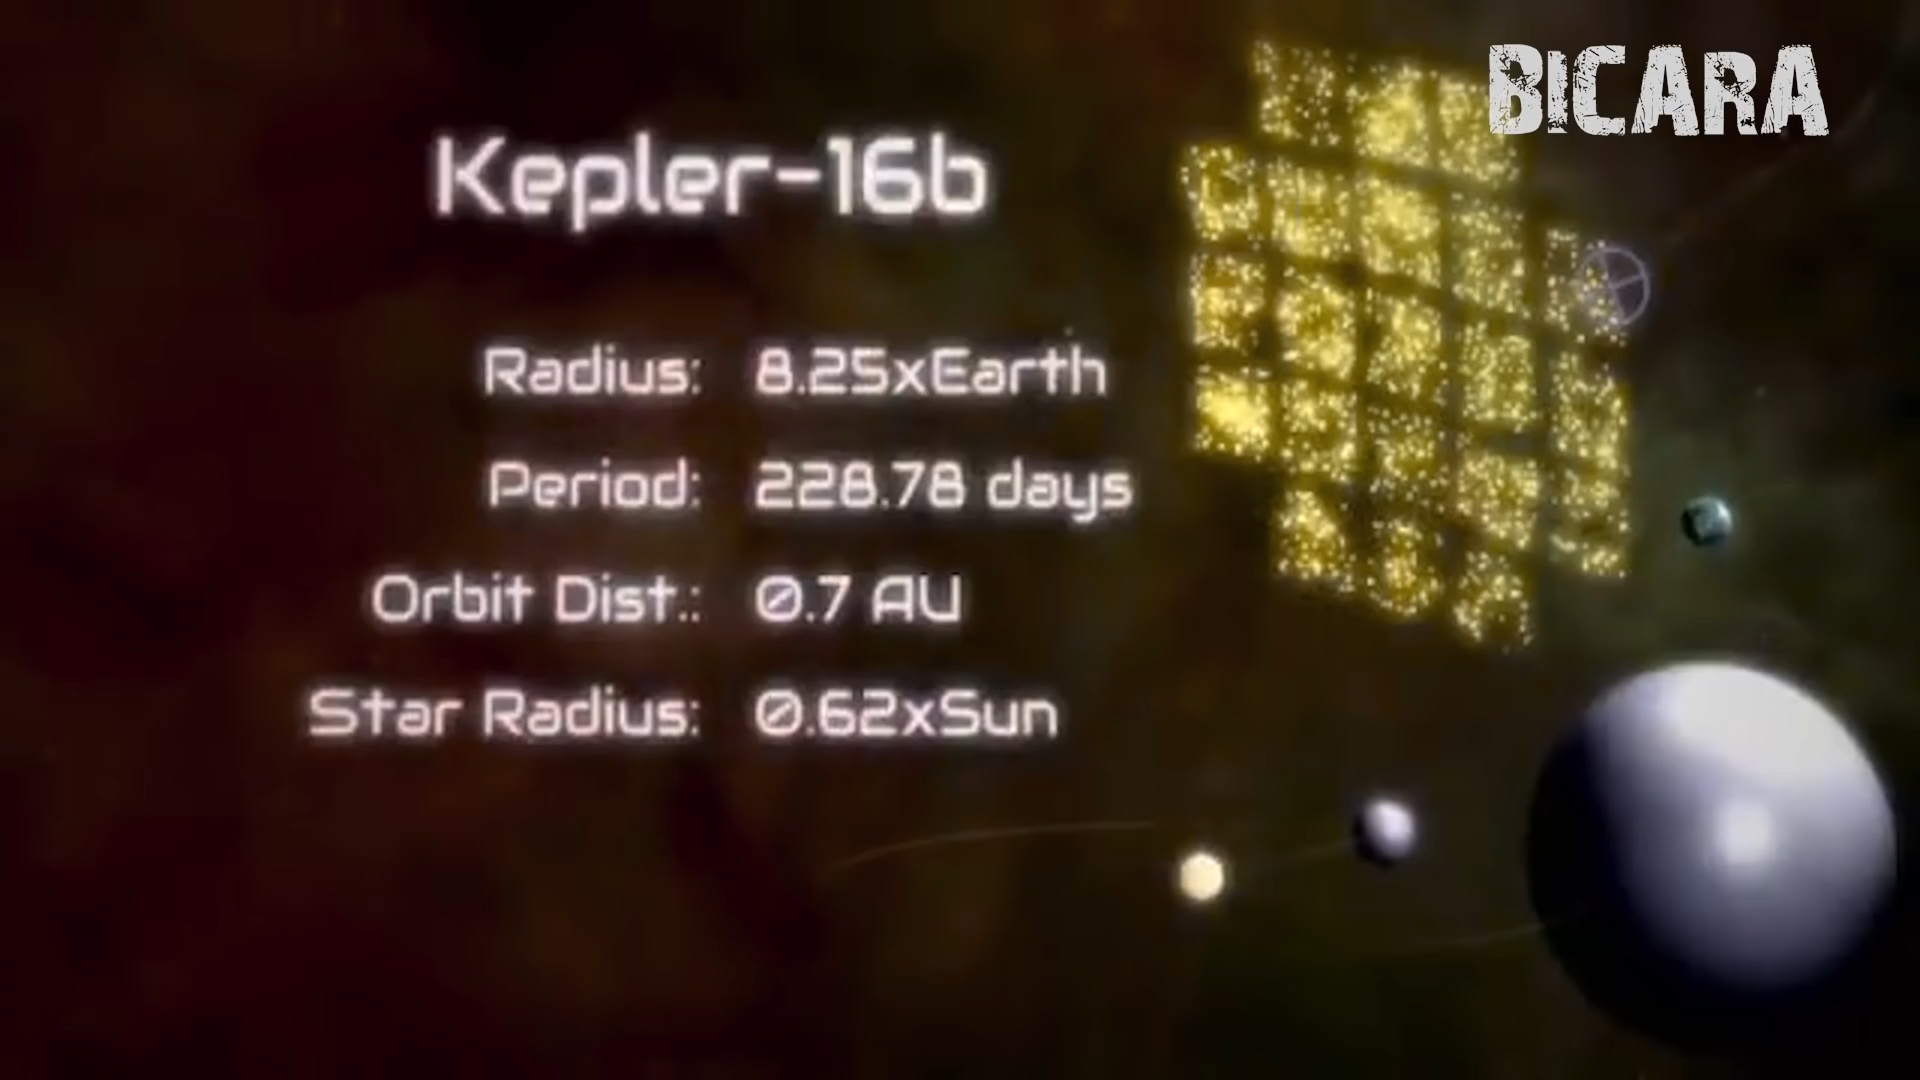 BICARA
Kepler-16b
Radius: 8.25xEarth
Period: 228.78 days
Orbit Dist.: 0.7 AU
Star Radius: 0.62xSun